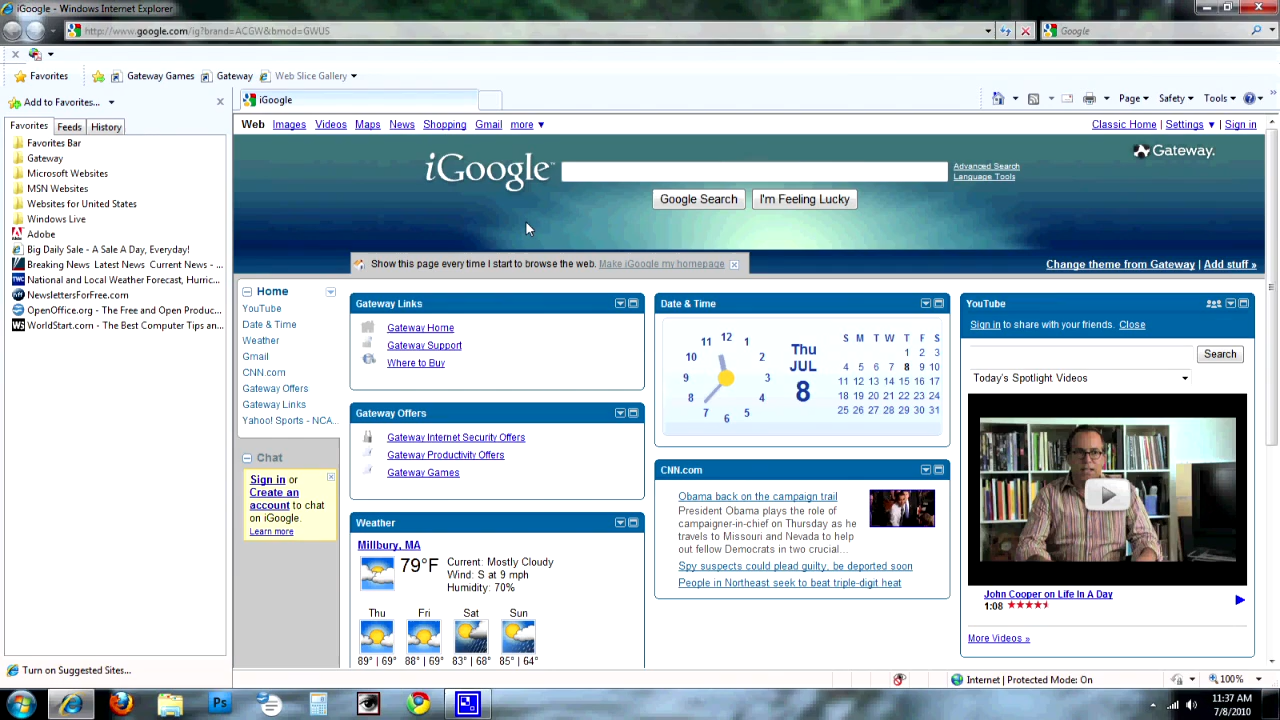 iGoogle - Windows Internet Explorer
http://www.google.com/ig?brand=ACGW&bmod=GWUS
Google
Favorites
Gateway Games
Gateway
Web Slice Gallery
Add to Favorites...
iGoogle
Page
Safety
Tools
Favorites
Feeds
History
Web Images Videos Maps News Shopping Gmail more ▼
Classic Home | Settings ▼ | Sign in
Favorites Bar
Gateway
Microsoft Websites
MSN Websites
Websites for United States
Windows Live
Adobe
Big Daily Sale - A Sale A Day, Everyday!
Breaking News Latest News Current News - ...
National and Local Weather Forecast, Hurric...
NewslettersForFree.com
OpenOffice.org - The Free and Open Produc...
WorldStart.com - The Best Computer Tips an...
Turn on Suggested Sites...
iGoogle™
Advanced Search
Language Tools
Gateway.
Google Search
I'm Feeling Lucky
Show this page every time I start to browse the web. Make iGoogle my homepage
Change theme from Gateway | Add stuff »
Home
YouTube
Date & Time
Weather
Gmail
CNN.com
Gateway Offers
Gateway Links
Yahoo! Sports - NCA...
Chat
Sign in or
Create an
account to chat
on iGoogle.
Learn more
Gateway Links
Gateway Home
Gateway Support
Where to Buy
Gateway Offers
Gateway Internet Security Offers
Gateway Productivity Offers
Gateway Games
Weather
Millbury, MA
79°F
Current: Mostly Cloudy
Wind: S at 9 mph
Humidity: 70%
Thu Fri Sat Sun
89° | 69° 88° | 69° 83° | 68° 85° | 64°
Date & Time
12 1 2 3 4 5 6 7 8 9 10 11
Thu
JUL
8
S M T W T F S
1 2 3
4 5 6 7 8 9 10
11 12 13 14 15 16 17
18 19 20 21 22 23 24
25 26 27 28 29 30 31
CNN.com
Obama back on the campaign trail
President Obama plays the role of
campaigner-in-chief on Thursday as he
travels to Missouri and Nevada to help
out fellow Democrats in two crucial...
Spy suspects could plead guilty, be deported soon
People in Northeast seek to beat triple-digit heat
YouTube
Sign in to share with your friends. Close
Search
Today's Spotlight Videos
John Cooper on Life In A Day
1:08
More Videos »
Internet | Protected Mode: On
100%
Ps
11:37 AM
7/8/2010